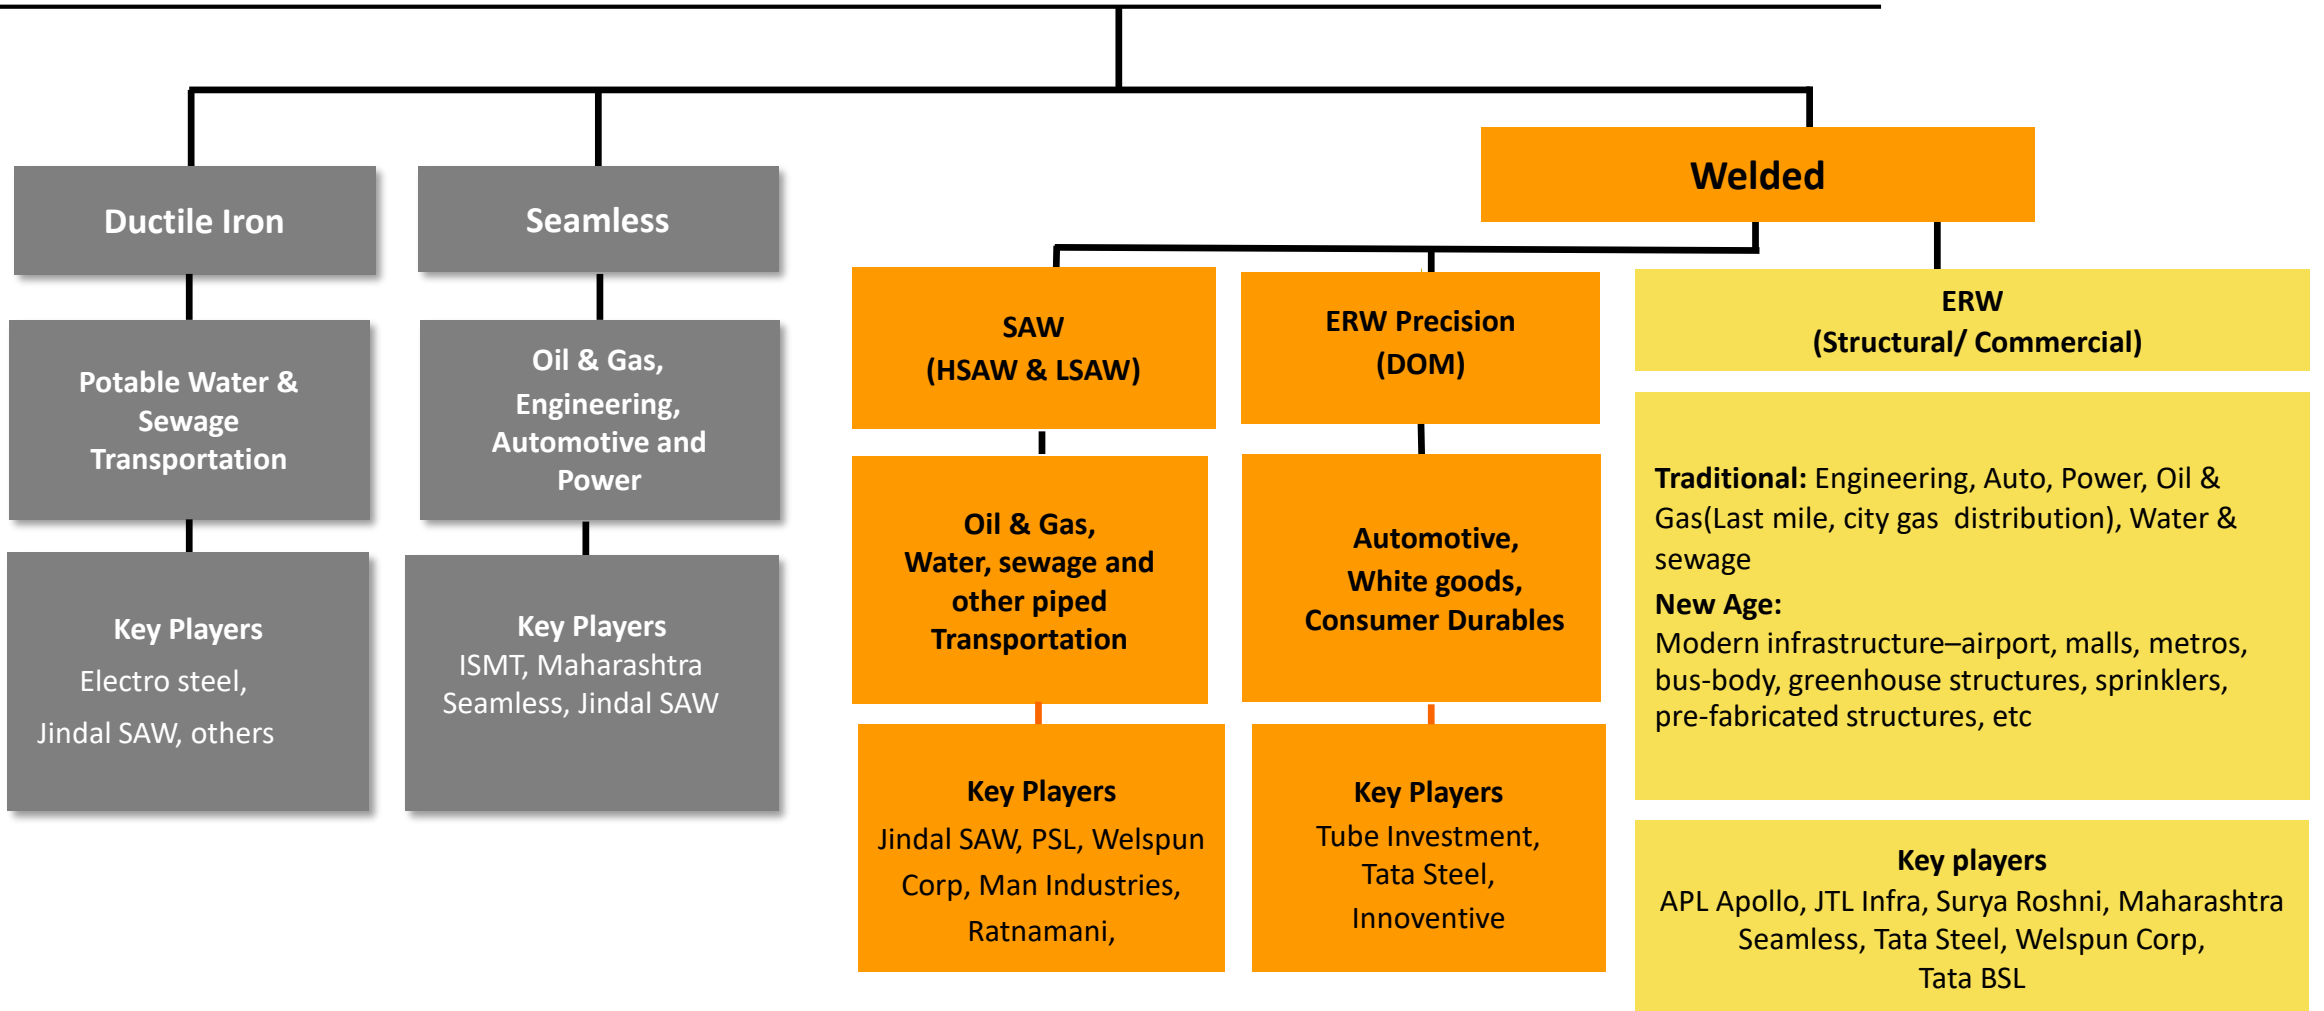 Welded
Ductile Iron
Seamless
SAW
(HSAW & LSAW)
ERW Precision
(DOM)
ERW
(Structural/ Commercial)
Potable Water &
Sewage
Transportation
Oil & Gas,
Engineering,
Automotive and
Power
Oil & Gas,
Water, sewage and
other piped
Transportation
Automotive,
White goods,
Consumer Durables
Traditional: Engineering, Auto, Power, Oil &
Gas(Last mile, city gas  distribution), Water &
sewage
New Age:
Modern infrastructure–airport, malls, metros,
bus-body, greenhouse structures, sprinklers,
pre-fabricated structures, etc
Key Players
Electro steel,
Jindal SAW, others
Key Players
ISMT, Maharashtra
Seamless, Jindal SAW
Key Players
Jindal SAW, PSL, Welspun
Corp, Man Industries,
Ratnamani,
Key Players
Tube Investment,
Tata Steel,
Innoventive
Key players
APL Apollo, JTL Infra, Surya Roshni, Maharashtra
Seamless, Tata Steel, Welspun Corp,
Tata BSL